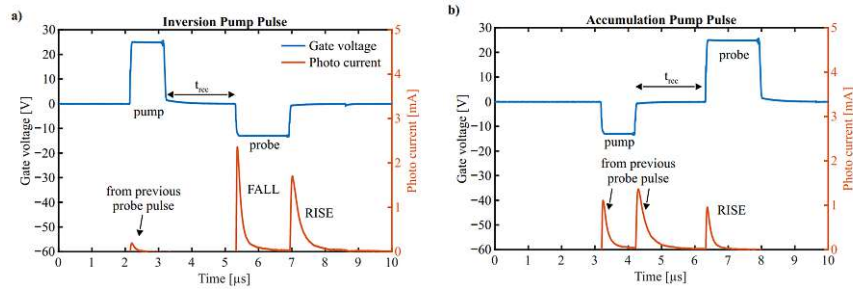 a)
Inversion Pump Pulse
Gate voltage [V]
30
20
10
0
-10
-20
-30
-40
-50
-60
Gate voltage
Photo current
t_rec
pump
probe
from previous
probe pulse
FALL
RISE
5
4
3
2
1
0
Photo current [mA]
0 1 2 3 4 5 6 7 8 9 10
Time [µs]
b)
Accumulation Pump Pulse
Gate voltage [V]
30
20
10
0
-10
-20
-30
-40
-50
-60
t_rec
probe
pump
from previous
probe pulse
RISE
5
4
3
2
1
0
Photo current [mA]
0 1 2 3 4 5 6 7 8 9 10
Time [µs]